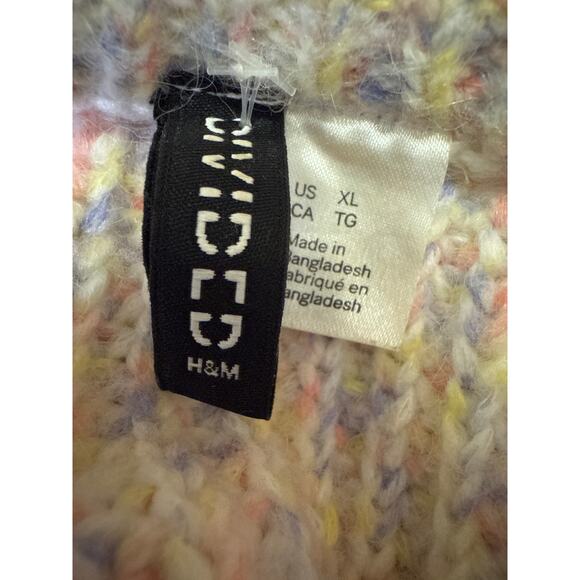 DIVIDED
H&M
US XL
CA TG
Made in
Bangladesh
Fabriqué en
Bangladesh